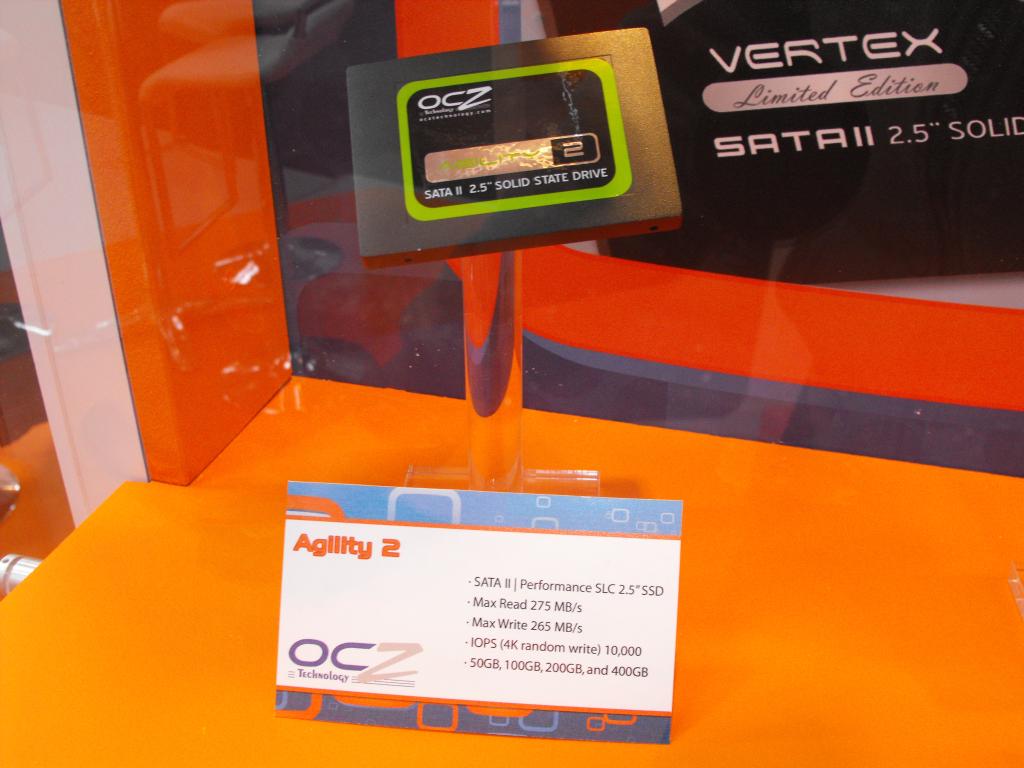 VERTEX
Limited Edition
SATA II 2.5" SOLID
OCZ
Technology
ocztechnology.com
AGILITY 2
SATA II 2.5" SOLID STATE DRIVE
Agility 2
· SATA II | Performance SLC 2.5" SSD
· Max Read 275 MB/s
· Max Write 265 MB/s
· IOPS (4K random write) 10,000
· 50GB, 100GB, 200GB, and 400GB
OCZ
Technology